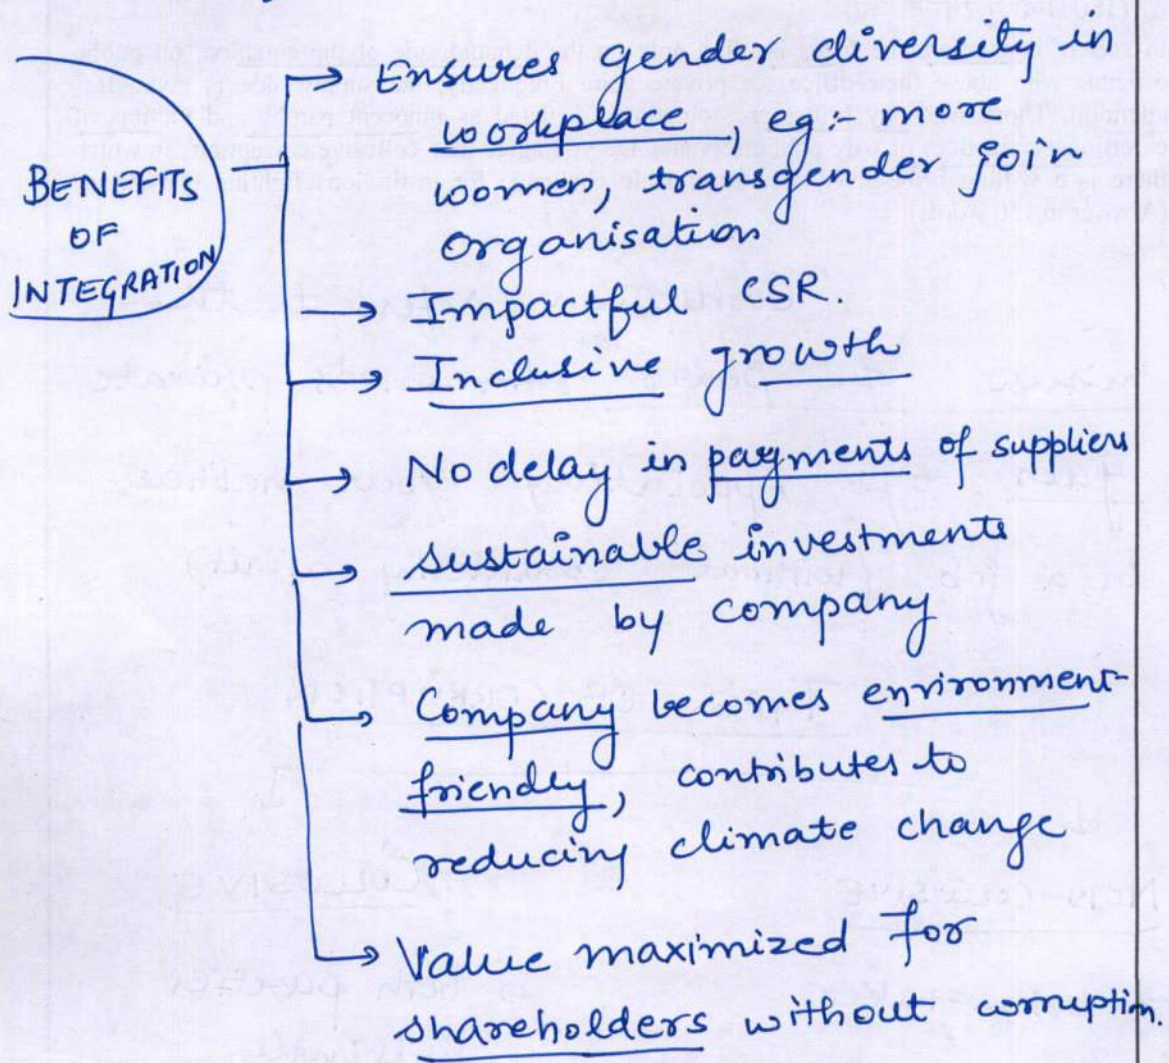 BENEFITS
OF
INTEGRATION
→ Ensures gender diversity in
workplace, eg:- more
women, transgender join
organisation
→ Impactful CSR.
→ Inclusive growth
→ No delay in payments of suppliers
→ sustainable investments
made by company
→ Company becomes environment-
friendly, contributes to
reducing climate change
→ Value maximized for
shareholders without corruption.